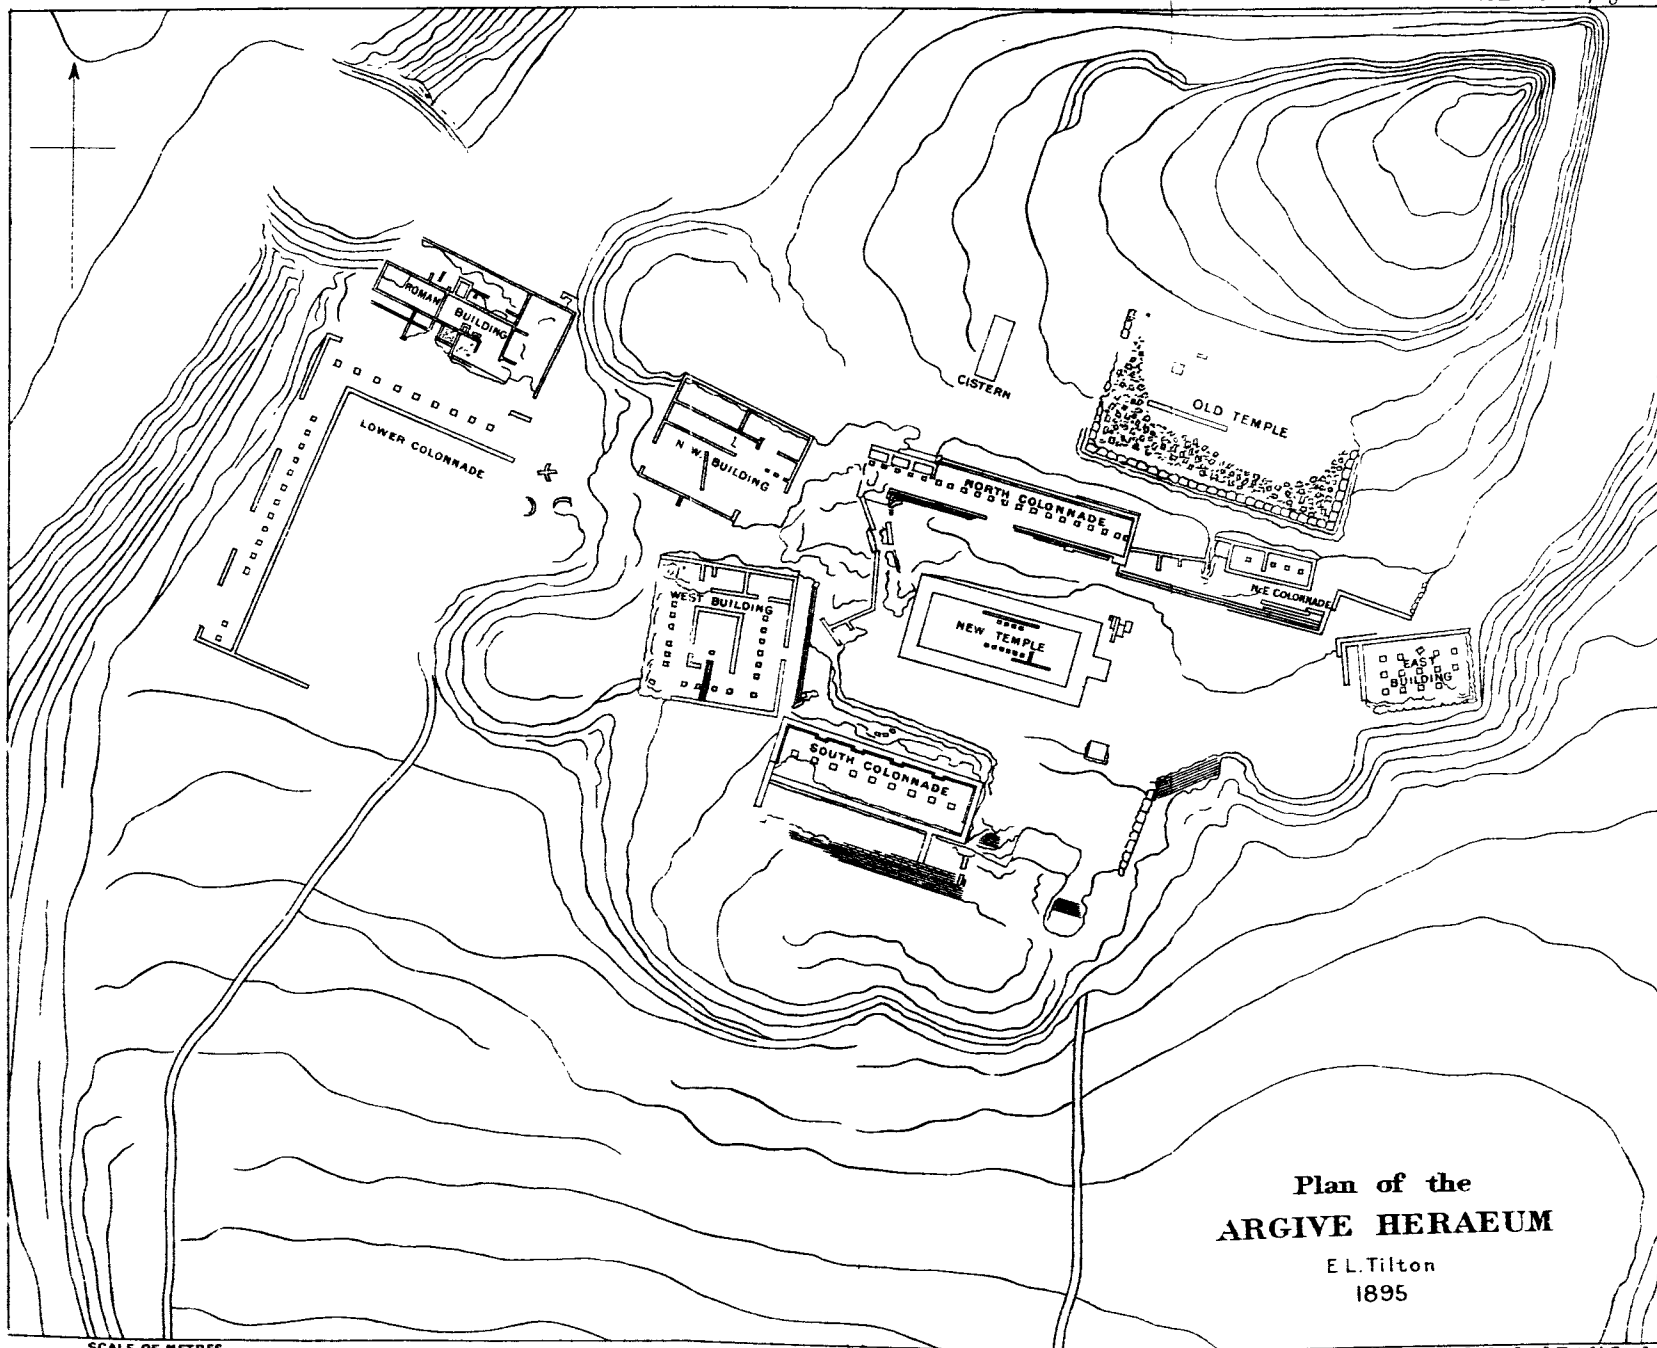 ROMAN
BUILDING
LOWER COLONNADE
N. W. BUILDING
CISTERN
OLD TEMPLE
NORTH COLONNADE
N.E COLONNADE
WEST BUILDING
NEW TEMPLE
EAST
BUILDING
SOUTH COLONNADE
Plan of the
ARGIVE HERAEUM
E L. Tilton
1895
SCALE OF METRES